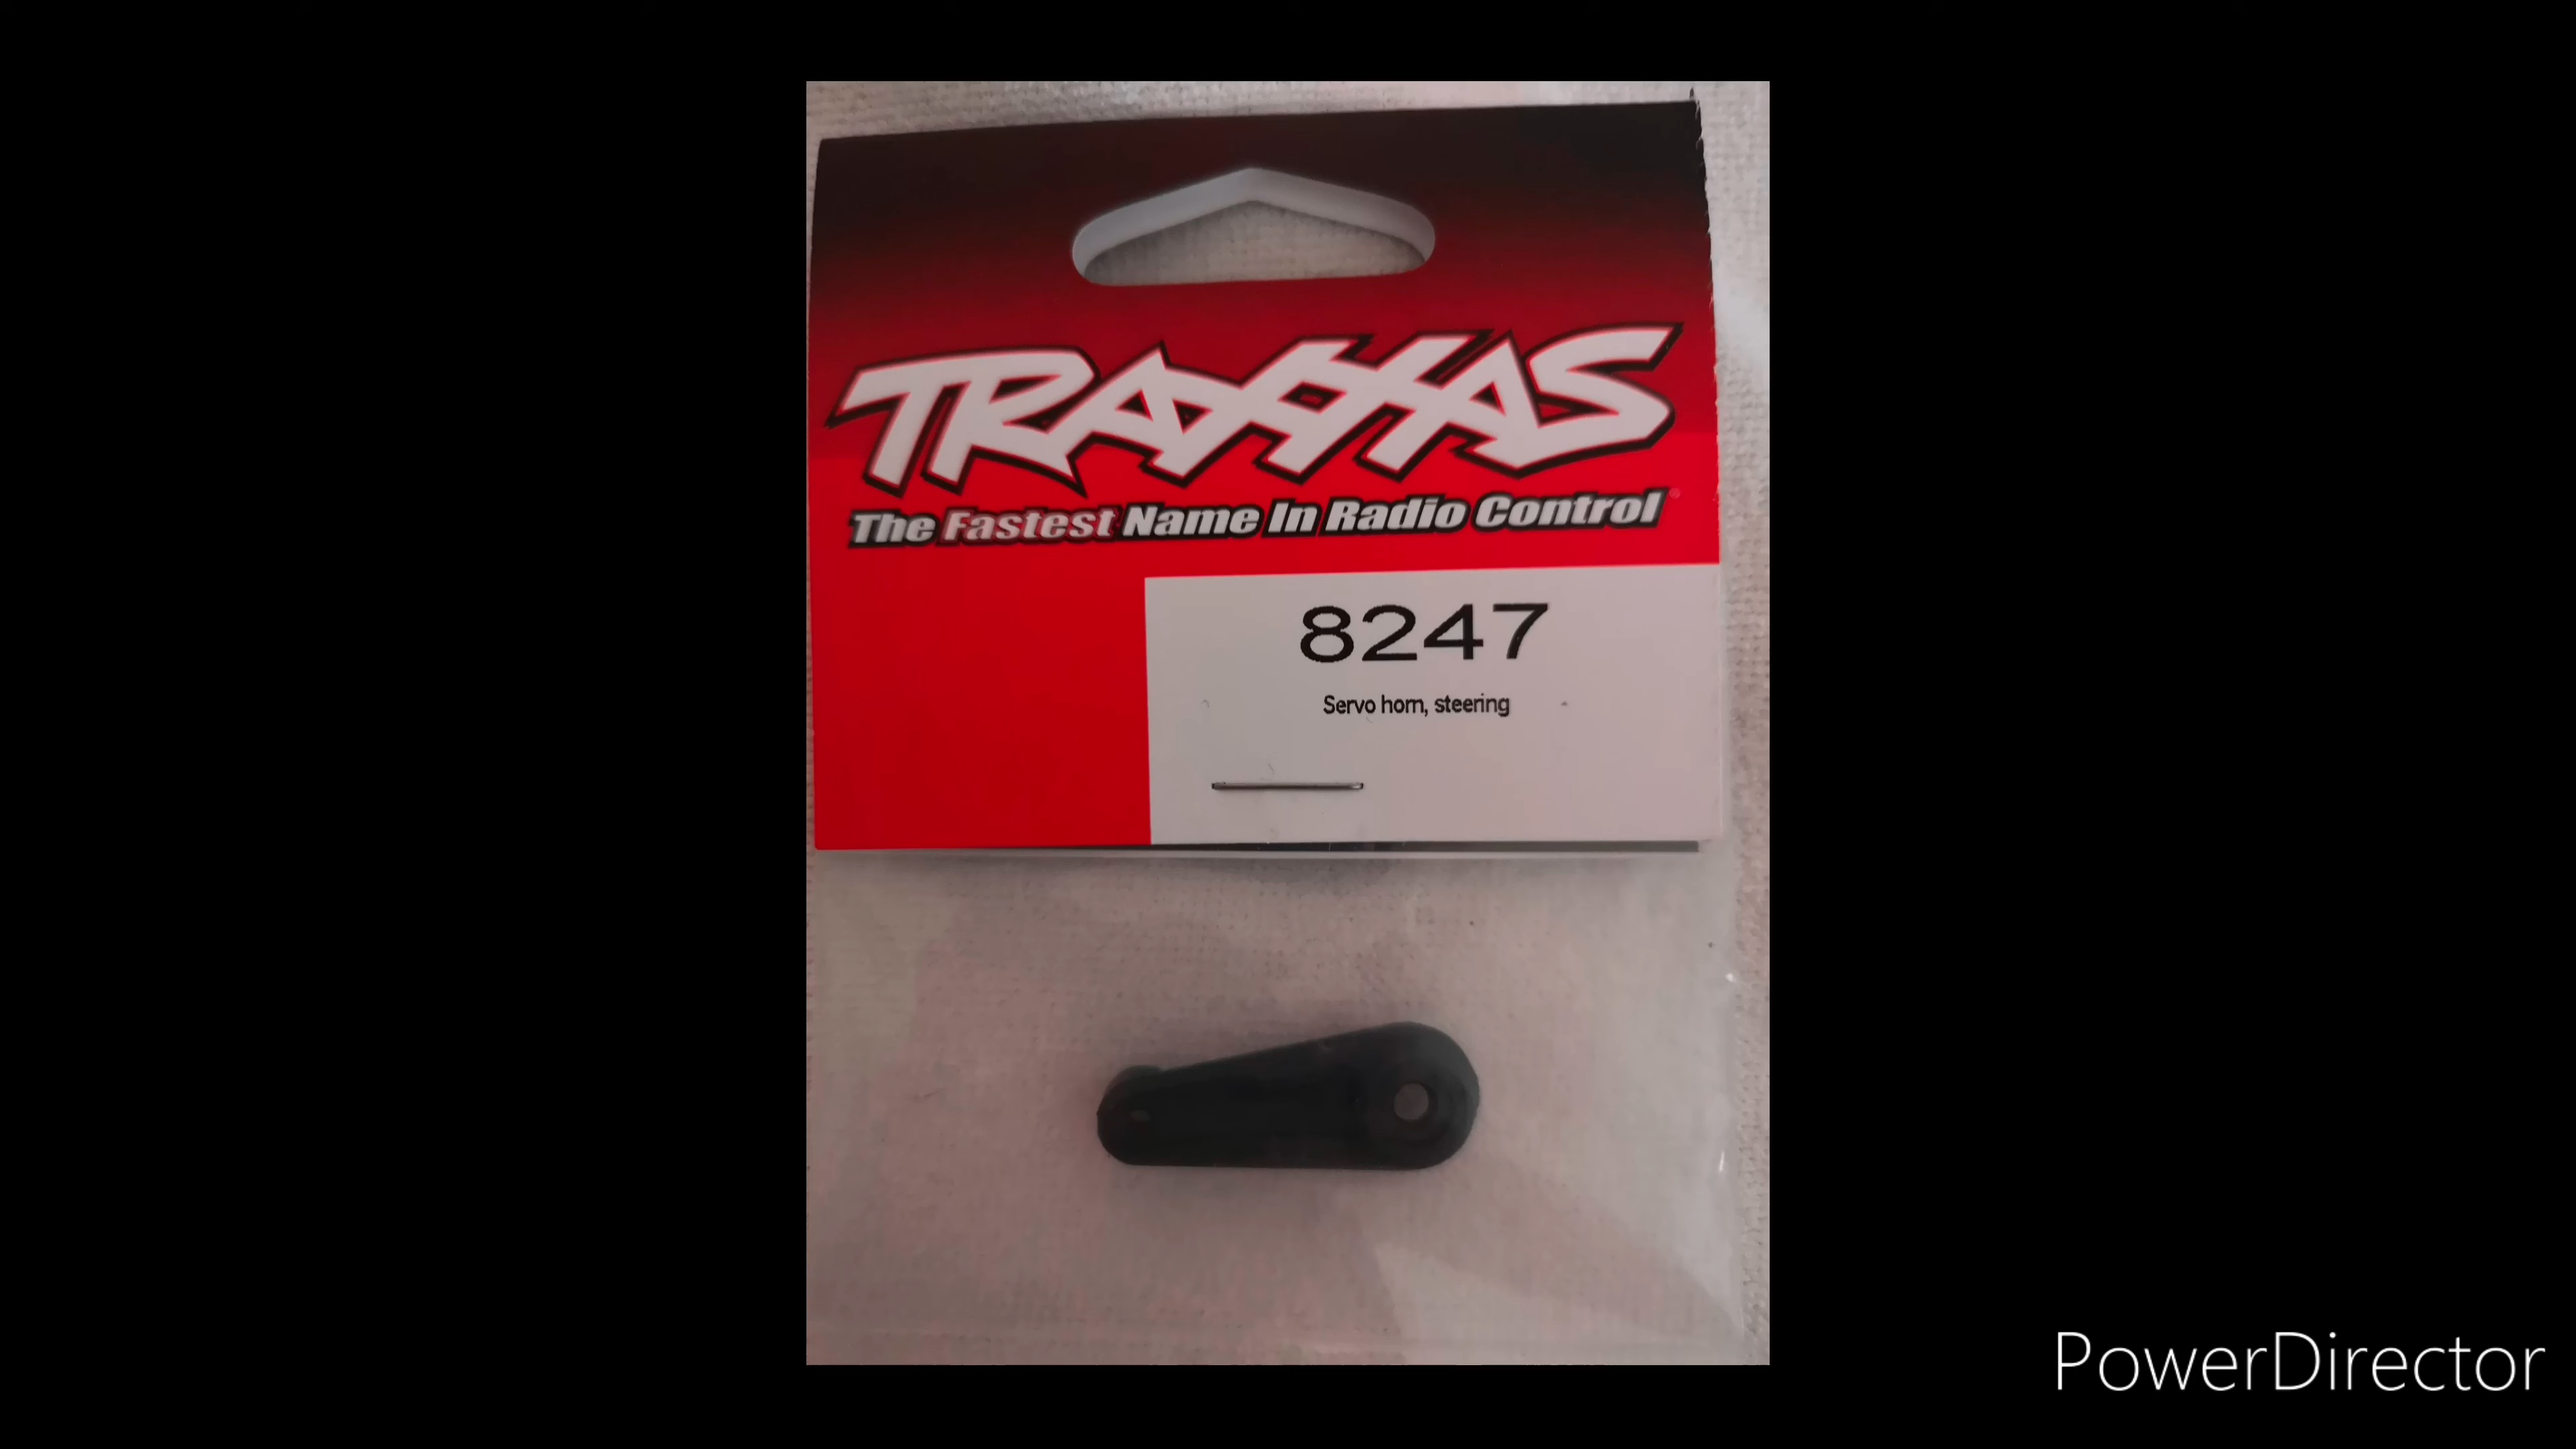 TRAXXAS
The Fastest Name In Radio Control
8247
Servo horn, steering
PowerDirector